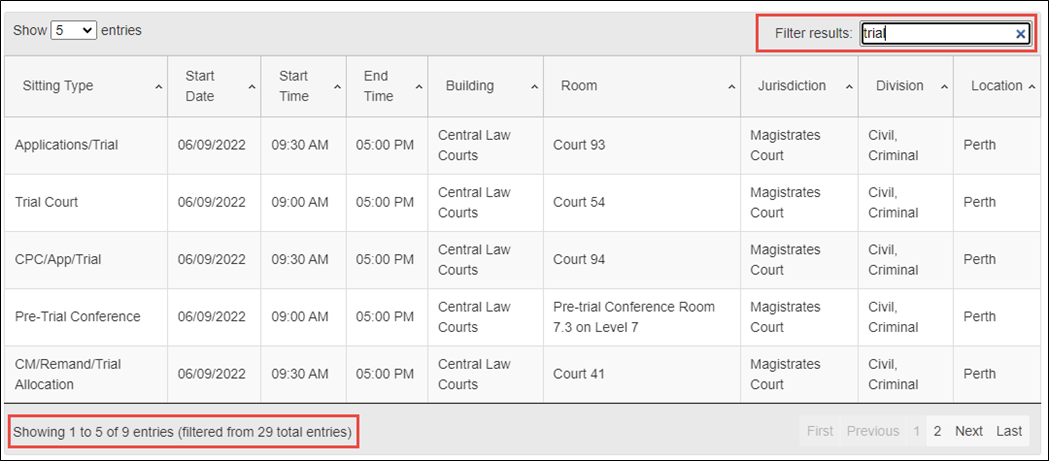 Show 5 entries Filter results: trial
Sitting Type Start Date Start Time End Time Building Room Jurisdiction Division Location
Applications/Trial 06/09/2022 09:30 AM 05:00 PM Central Law Courts Court 93 Magistrates Court Civil, Criminal Perth
Trial Court 06/09/2022 09:00 AM 05:00 PM Central Law Courts Court 54 Magistrates Court Civil, Criminal Perth
CPC/App/Trial 06/09/2022 09:30 AM 05:00 PM Central Law Courts Court 94 Magistrates Court Civil, Criminal Perth
Pre-Trial Conference 06/09/2022 09:00 AM 05:00 PM Central Law Courts Pre-trial Conference Room 7.3 on Level 7 Magistrates Court Civil, Criminal Perth
CM/Remand/Trial Allocation 06/09/2022 09:30 AM 05:00 PM Central Law Courts Court 41 Magistrates Court Civil, Criminal Perth
Showing 1 to 5 of 9 entries (filtered from 29 total entries) First Previous 1 2 Next Last